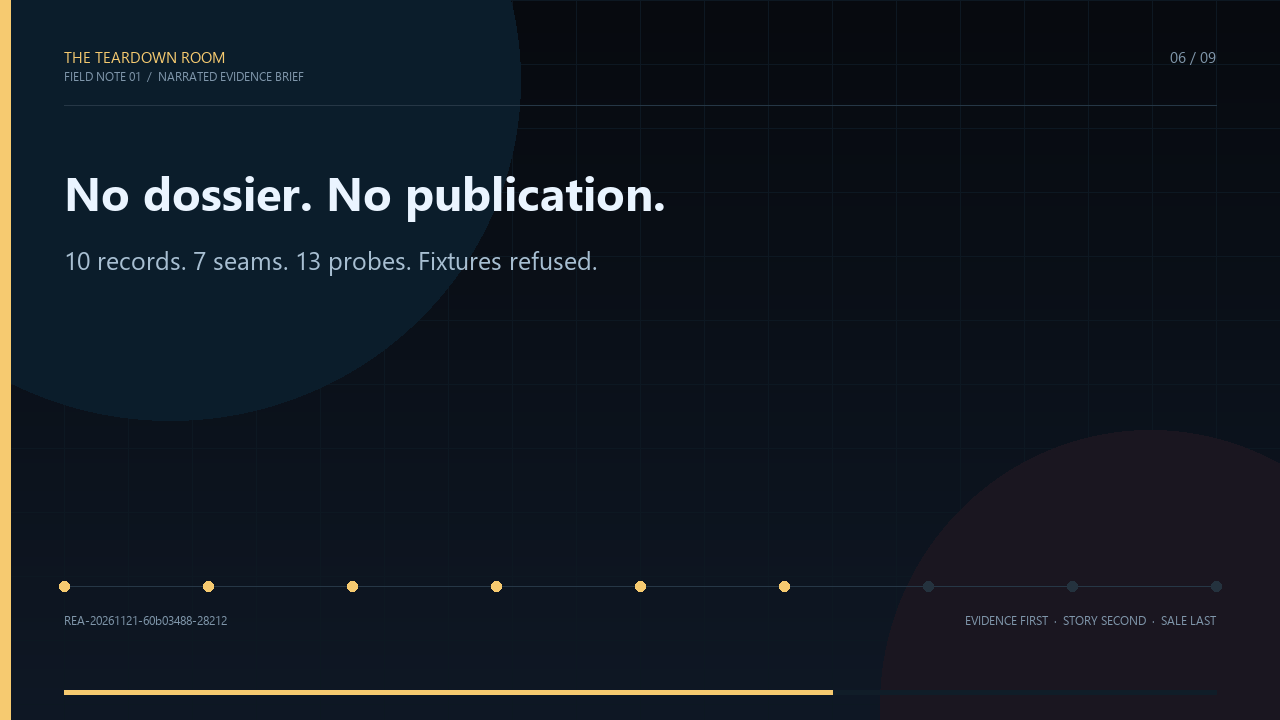 THE TEARDOWN ROOM
06 / 09
FIELD NOTE 01 / NARRATED EVIDENCE BRIEF
No dossier. No publication.
10 records. 7 seams. 13 probes. Fixtures refused.
REA-20261121-60b03488-28212
EVIDENCE FIRST · STORY SECOND · SALE LAST